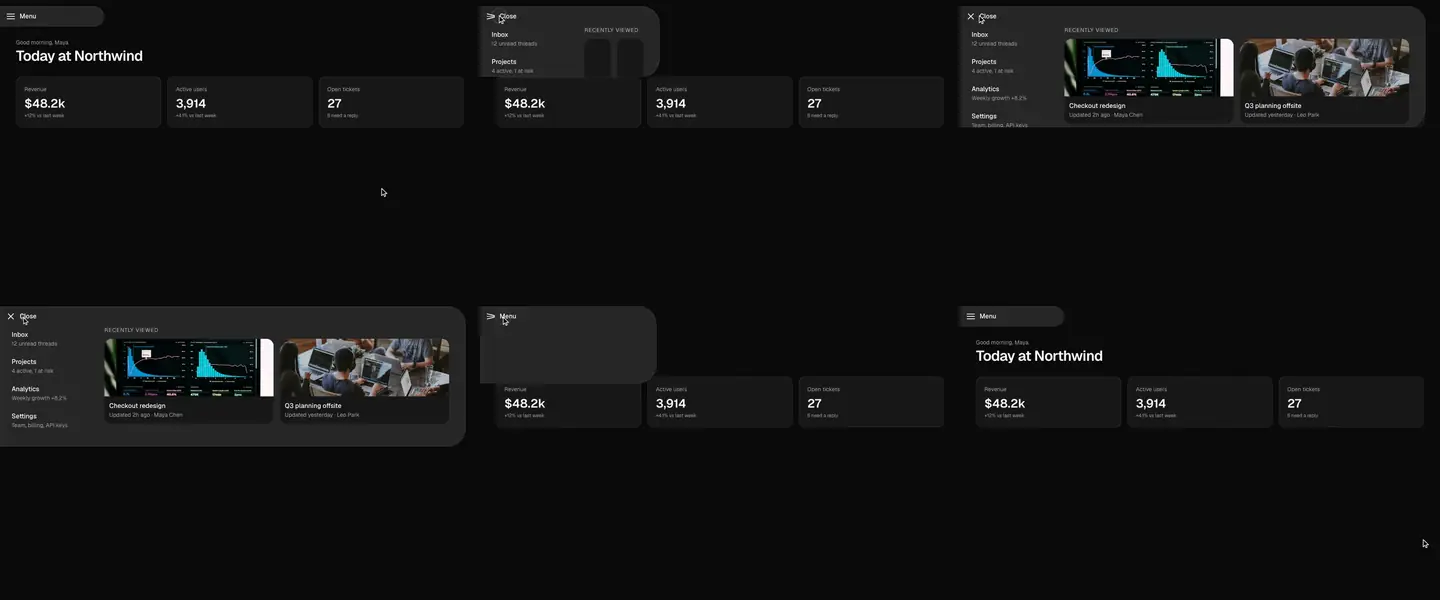 Menu
Good morning, Maya
Today at Northwind
Revenue
$48.2k
+12% vs last week
Active users
3,914
+4.1% vs last week
Open tickets
27
8 need a reply
Close
Inbox
12 unread threads
Projects
4 active, 1 at risk
RECENTLY VIEWED
Revenue
$48.2k
+12% vs last week
Active users
3,914
+4.1% vs last week
Open tickets
27
8 need a reply
Close
Inbox
12 unread threads
Projects
4 active, 1 at risk
Analytics
Weekly growth +8.2%
Settings
Team, billing, API keys
RECENTLY VIEWED
Checkout redesign
Updated 2h ago · Maya Chen
Q3 planning offsite
Updated yesterday · Leo Park
Close
Inbox
12 unread threads
Projects
4 active, 1 at risk
Analytics
Weekly growth +8.2%
Settings
Team, billing, API keys
RECENTLY VIEWED
Checkout redesign
Updated 2h ago · Maya Chen
Q3 planning offsite
Updated yesterday · Leo Park
Menu
Revenue
$48.2k
+12% vs last week
Active users
3,914
+4.1% vs last week
Open tickets
27
8 need a reply
Menu
Good morning, Maya
Today at Northwind
Revenue
$48.2k
+12% vs last week
Active users
3,914
+4.1% vs last week
Open tickets
27
8 need a reply